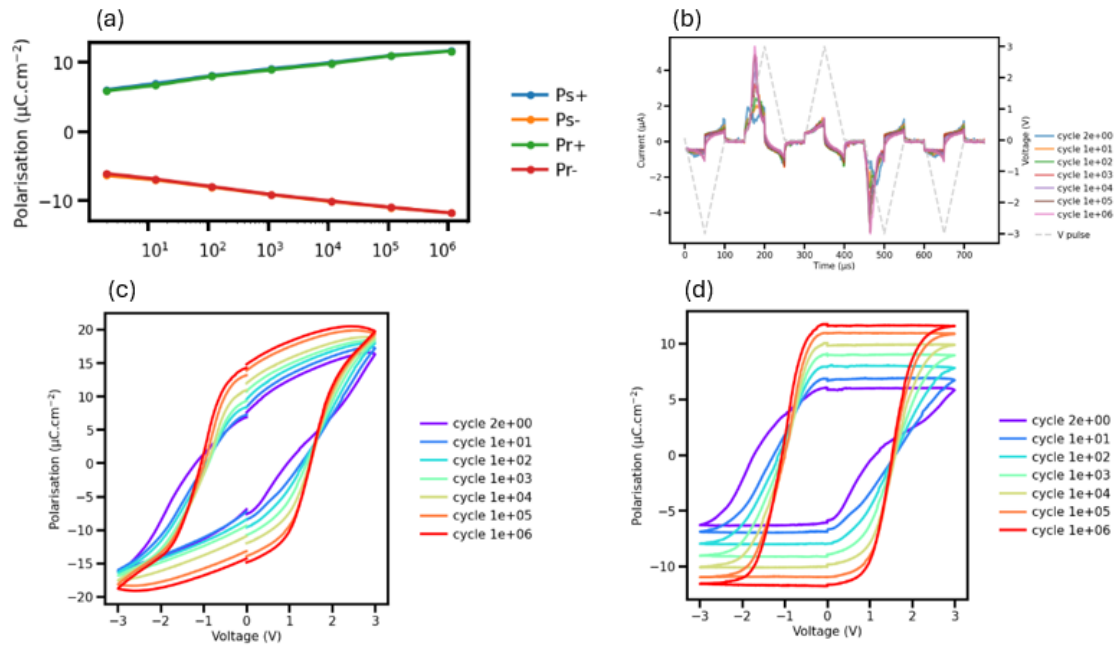 (a)
Polarisation (μC.cm⁻²)
10
0
−10
10¹ 10² 10³ 10⁴ 10⁵ 10⁶
Ps+
Ps-
Pr+
Pr-
(b)
Current (μA)
4
2
0
−2
−4
0 100 200 300 400 500 600 700
Time (μs)
3
2
1
0
−1
−2
−3
Voltage (V)
cycle 2e+00
cycle 1e+01
cycle 1e+02
cycle 1e+03
cycle 1e+04
cycle 1e+05
cycle 1e+06
V pulse
(c)
Polarisation (μC.cm⁻²)
20
15
10
5
0
−5
−10
−15
−20
−3 −2 −1 0 1 2 3
Voltage (V)
cycle 2e+00
cycle 1e+01
cycle 1e+02
cycle 1e+03
cycle 1e+04
cycle 1e+05
cycle 1e+06
(d)
Polarisation (μC.cm⁻²)
10
5
0
−5
−10
−3 −2 −1 0 1 2 3
Voltage (V)
cycle 2e+00
cycle 1e+01
cycle 1e+02
cycle 1e+03
cycle 1e+04
cycle 1e+05
cycle 1e+06